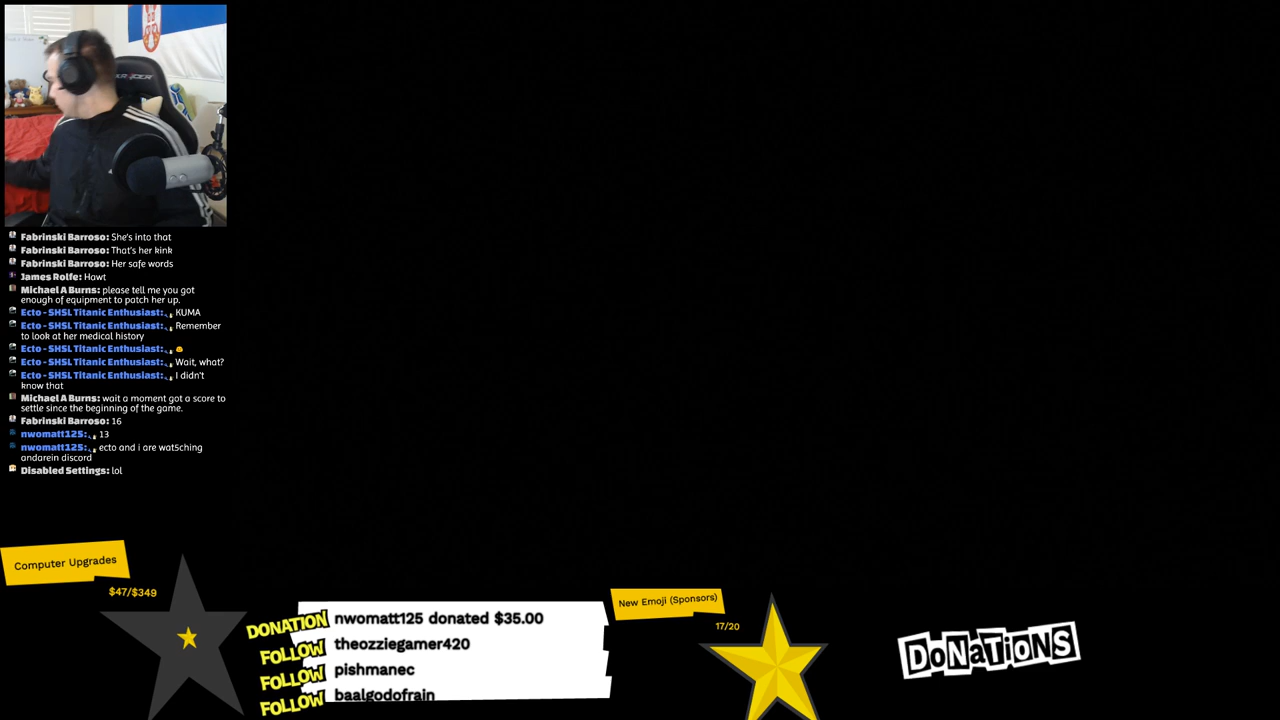 Fabrinski Barroso: She's into that
Fabrinski Barroso: That's her kink
Fabrinski Barroso: Her safe words
James Rolfe: Hawt
Michael A Burns: please tell me you got
enough of equipment to patch her up.
Ecto - SHSL Titanic Enthusiast: KUMA
Ecto - SHSL Titanic Enthusiast: Remember
to look at her medical history
Ecto - SHSL Titanic Enthusiast:
Ecto - SHSL Titanic Enthusiast: Wait, what?
Ecto - SHSL Titanic Enthusiast: I didn't
know that
Michael A Burns: wait a moment got a score to
settle since the beginning of the game.
Fabrinski Barroso: 16
nwomatt125: 13
nwomatt125: ecto and i are wat5ching
andarein discord
Disabled Settings: lol
Computer Upgrades
$47/$349
DONATION nwomatt125 donated $35.00
FOLLOW theozziegamer420
FOLLOW pishmanec
FOLLOW baalgodofrain
New Emoji (Sponsors)
17/20
DONATIONS